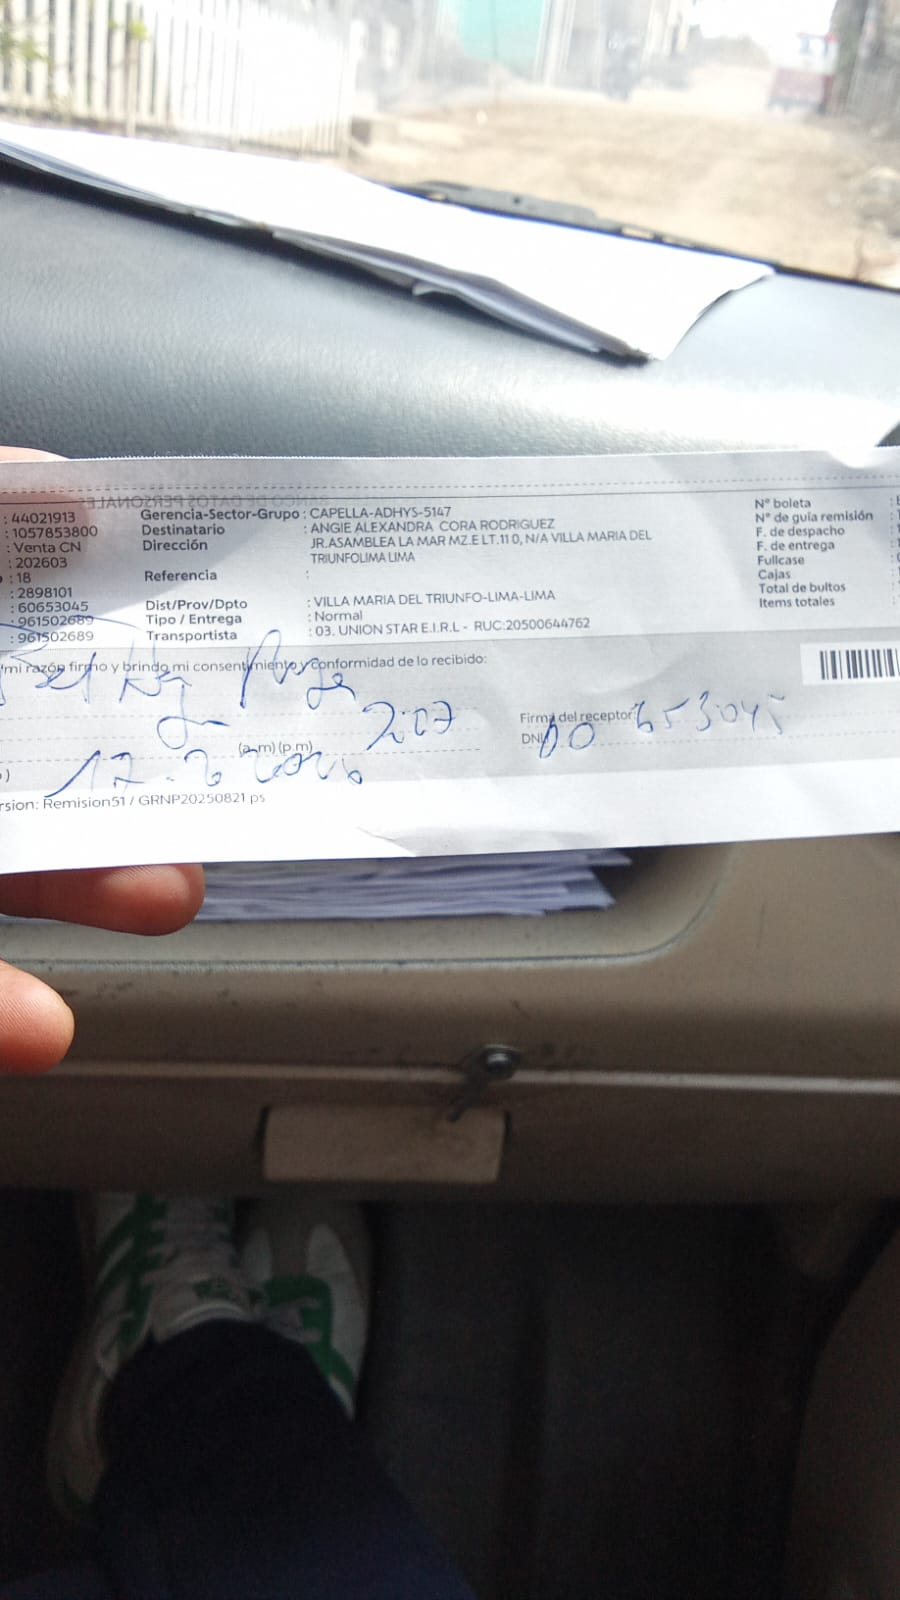 : 44021913 Gerencia-Sector-Grupo : CAPELLA-ADHYS-5147 N° boleta :
: 1057853800 Destinatario : ANGIE ALEXANDRA CORA RODRIGUEZ N° de guía remisión :
: Venta CN Dirección JR.ASAMBLEA LA MAR MZ.E LT.11 0, N/A VILLA MARIA DEL F. de despacho :
: 202603 TRIUNFOLIMA LIMA F. de entrega :
: 18 Referencia : Fullcase :
: 2898101 Cajas :
: 60653045 Dist/Prov/Dpto : VILLA MARIA DEL TRIUNFO-LIMA-LIMA Total de bultos :
: 961502689 Tipo / Entrega : Normal Items totales :
: 961502689 Transportista : 03. UNION STAR E.I.R.L - RUC:20500644762
mi razón firmo y brindo mi consentimiento y conformidad de lo recibido:
Firma del receptor:
DNI
(a.m) (p.m)
rsion: Remision51 / GRNP20250821 ps